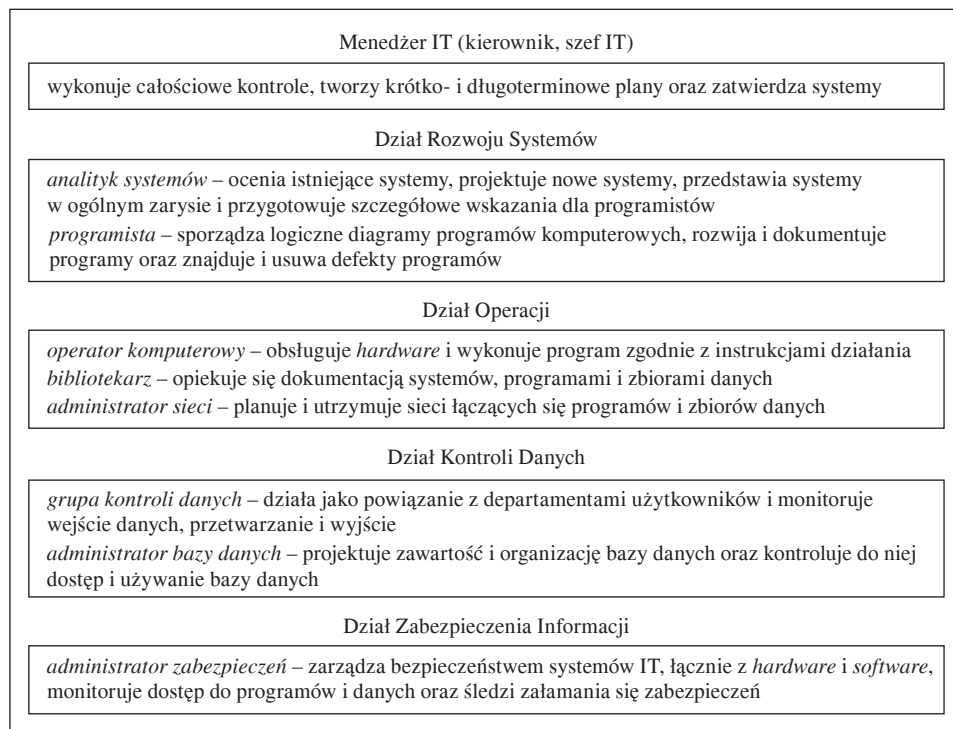 Menedżer IT (kierownik, szef IT)
wykonuje całościowe kontrole, tworzy krótko- i długoterminowe plany oraz zatwierdza systemy
Dział Rozwoju Systemów
analityk systemów – ocenia istniejące systemy, projektuje nowe systemy, przedstawia systemy
w ogólnym zarysie i przygotowuje szczegółowe wskazania dla programistów
programista – sporządza logiczne diagramy programów komputerowych, rozwija i dokumentuje
programy oraz znajduje i usuwa defekty programów
Dział Operacji
operator komputerowy – obsługuje hardware i wykonuje program zgodnie z instrukcjami działania
bibliotekarz – opiekuje się dokumentacją systemów, programami i zbiorami danych
administrator sieci – planuje i utrzymuje sieci łączących się programów i zbiorów danych
Dział Kontroli Danych
grupa kontroli danych – działa jako powiązanie z departamentami użytkowników i monitoruje
wejście danych, przetwarzanie i wyjście
administrator bazy danych – projektuje zawartość i organizację bazy danych oraz kontroluje do niej
dostęp i używanie bazy danych
Dział Zabezpieczenia Informacji
administrator zabezpieczeń – zarządza bezpieczeństwem systemów IT, łącznie z hardware i software,
monitoruje dostęp do programów i danych oraz śledzi załamania się zabezpieczeń